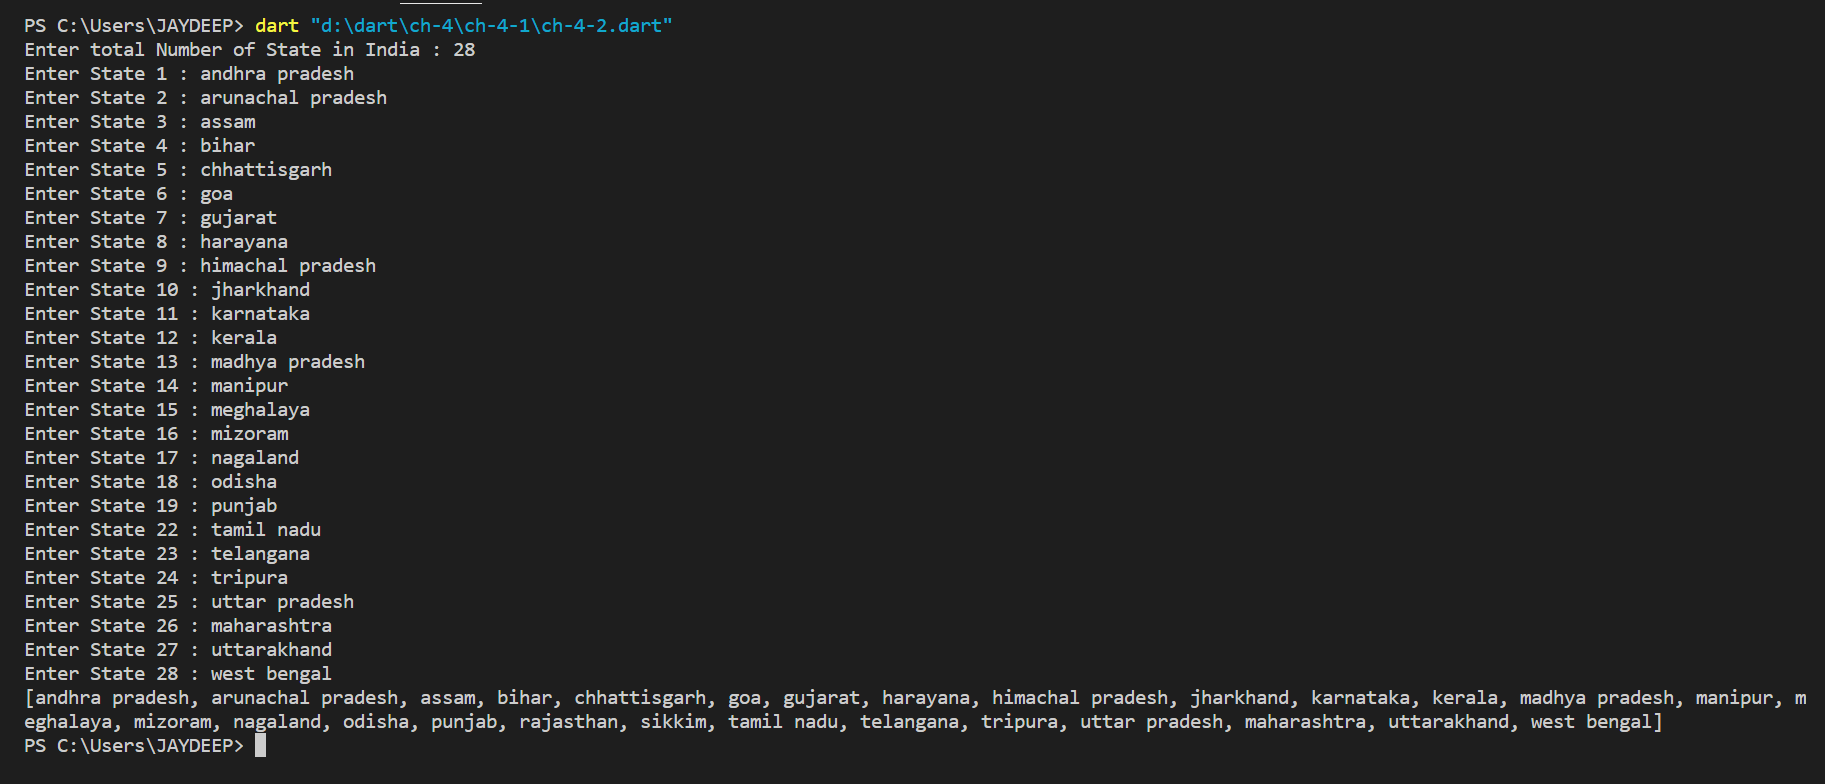 PS C:\Users\JAYDEEP> dart "d:\dart\ch-4\ch-4-1\ch-4-2.dart"
Enter total Number of State in India : 28
Enter State 1 : andhra pradesh
Enter State 2 : arunachal pradesh
Enter State 3 : assam
Enter State 4 : bihar
Enter State 5 : chhattisgarh
Enter State 6 : goa
Enter State 7 : gujarat
Enter State 8 : harayana
Enter State 9 : himachal pradesh
Enter State 10 : jharkhand
Enter State 11 : karnataka
Enter State 12 : kerala
Enter State 13 : madhya pradesh
Enter State 14 : manipur
Enter State 15 : meghalaya
Enter State 16 : mizoram
Enter State 17 : nagaland
Enter State 18 : odisha
Enter State 19 : punjab
Enter State 22 : tamil nadu
Enter State 23 : telangana
Enter State 24 : tripura
Enter State 25 : uttar pradesh
Enter State 26 : maharashtra
Enter State 27 : uttarakhand
Enter State 28 : west bengal
[andhra pradesh, arunachal pradesh, assam, bihar, chhattisgarh, goa, gujarat, harayana, himachal pradesh, jharkhand, karnataka, kerala, madhya pradesh, manipur, m
eghalaya, mizoram, nagaland, odisha, punjab, rajasthan, sikkim, tamil nadu, telangana, tripura, uttar pradesh, maharashtra, uttarakhand, west bengal]
PS C:\Users\JAYDEEP>